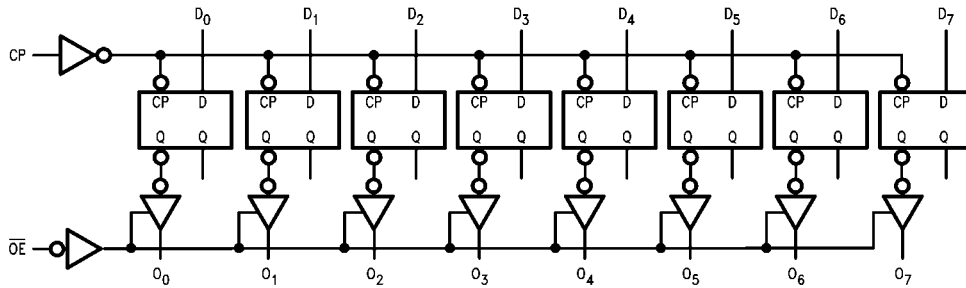 D0 D1 D2 D3 D4 D5 D6 D7
CP
CP D CP D CP D CP D CP D CP D CP D CP D
Q Q Q Q Q Q Q Q Q Q Q Q Q Q Q Q
O̅E̅
O0 O1 O2 O3 O4 O5 O6 O7